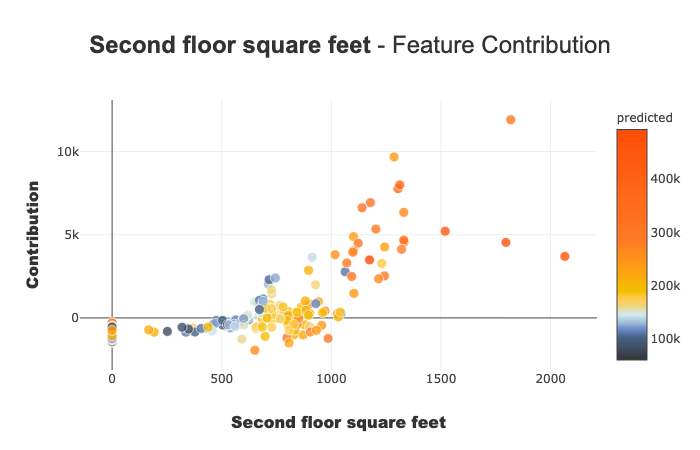 Second floor square feet - Feature Contribution
predicted
10k
5k
0
Contribution
400k
300k
200k
100k
0
500
1000
1500
2000
Second floor square feet